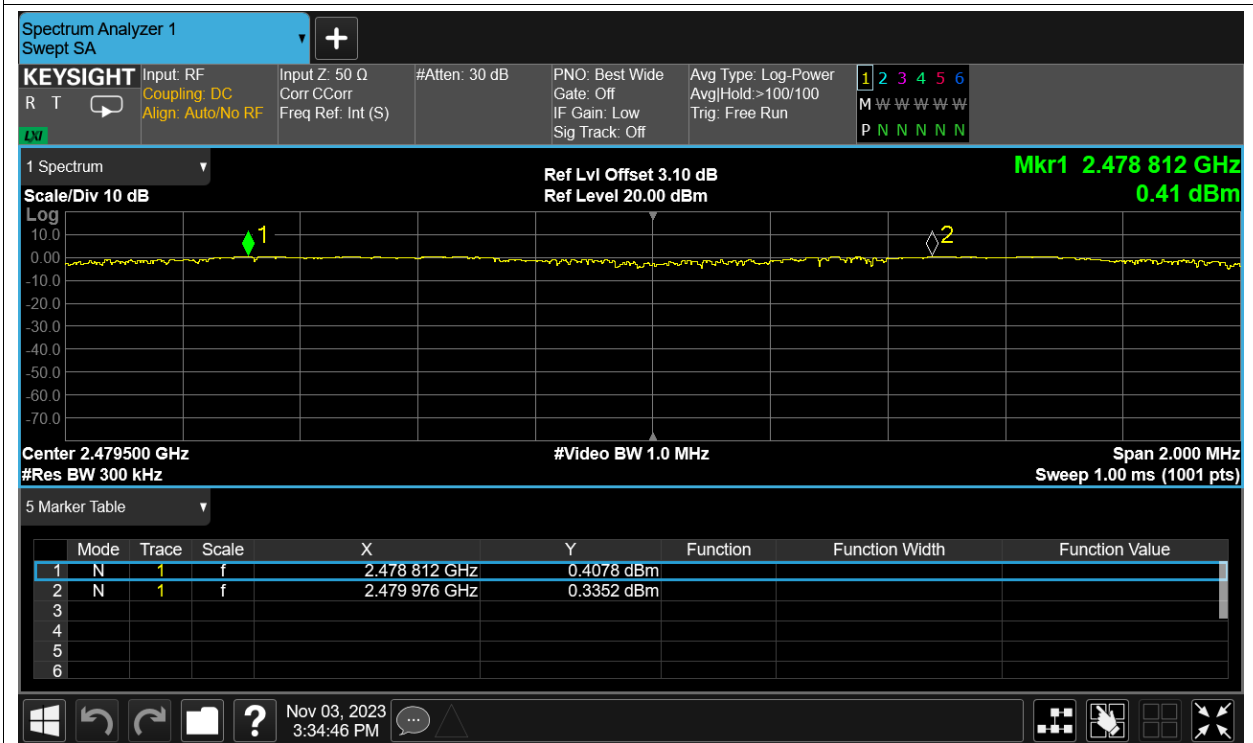 Spectrum Analyzer 1
Swept SA
+
KEYSIGHT
R T
LXI
Input: RF
Coupling: DC
Align: Auto/No RF
Input Z: 50 Ω
Corr CCorr
Freq Ref: Int (S)
#Atten: 30 dB
PNO: Best Wide
Gate: Off
IF Gain: Low
Sig Track: Off
Avg Type: Log-Power
Avg|Hold:>100/100
Trig: Free Run
1 2 3 4 5 6
M W W W W W
P N N N N N
1 Spectrum
Scale/Div 10 dB
Ref Lvl Offset 3.10 dB
Ref Level 20.00 dBm
Mkr1 2.478 812 GHz
0.41 dBm
Log
10.0
0.00
-10.0
-20.0
-30.0
-40.0
-50.0
-60.0
-70.0
1
2
Center 2.479500 GHz
#Video BW 1.0 MHz
Span 2.000 MHz
#Res BW 300 kHz
Sweep 1.00 ms (1001 pts)
5 Marker Table
Mode Trace Scale X Y Function Function Width Function Value
1 N 1 f 2.478 812 GHz 0.4078 dBm
2 N 1 f 2.479 976 GHz 0.3352 dBm
3
4
5
6
?
Nov 03, 2023
3:34:46 PM